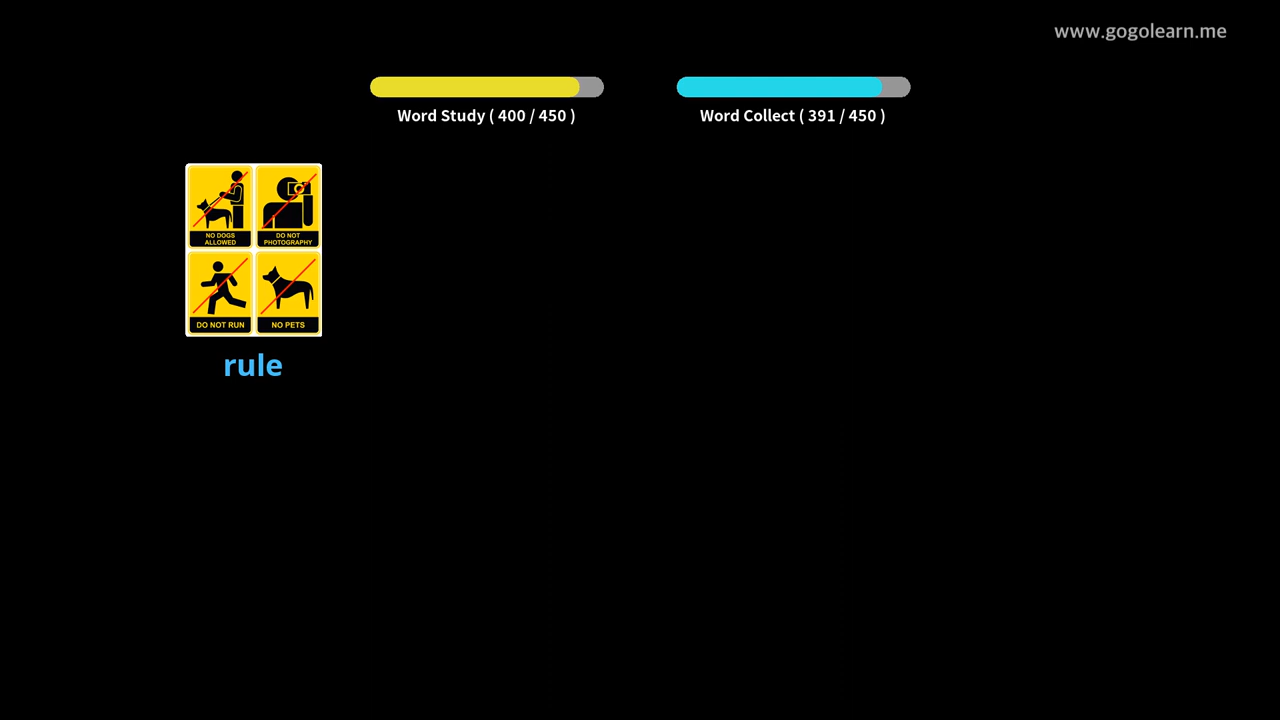 www.gogolearn.me
Word Study ( 400 / 450 )
Word Collect ( 391 / 450 )
NO DOGS
ALLOWED
DO NOT
PHOTOGRAPHY
DO NOT RUN
NO PETS
rule